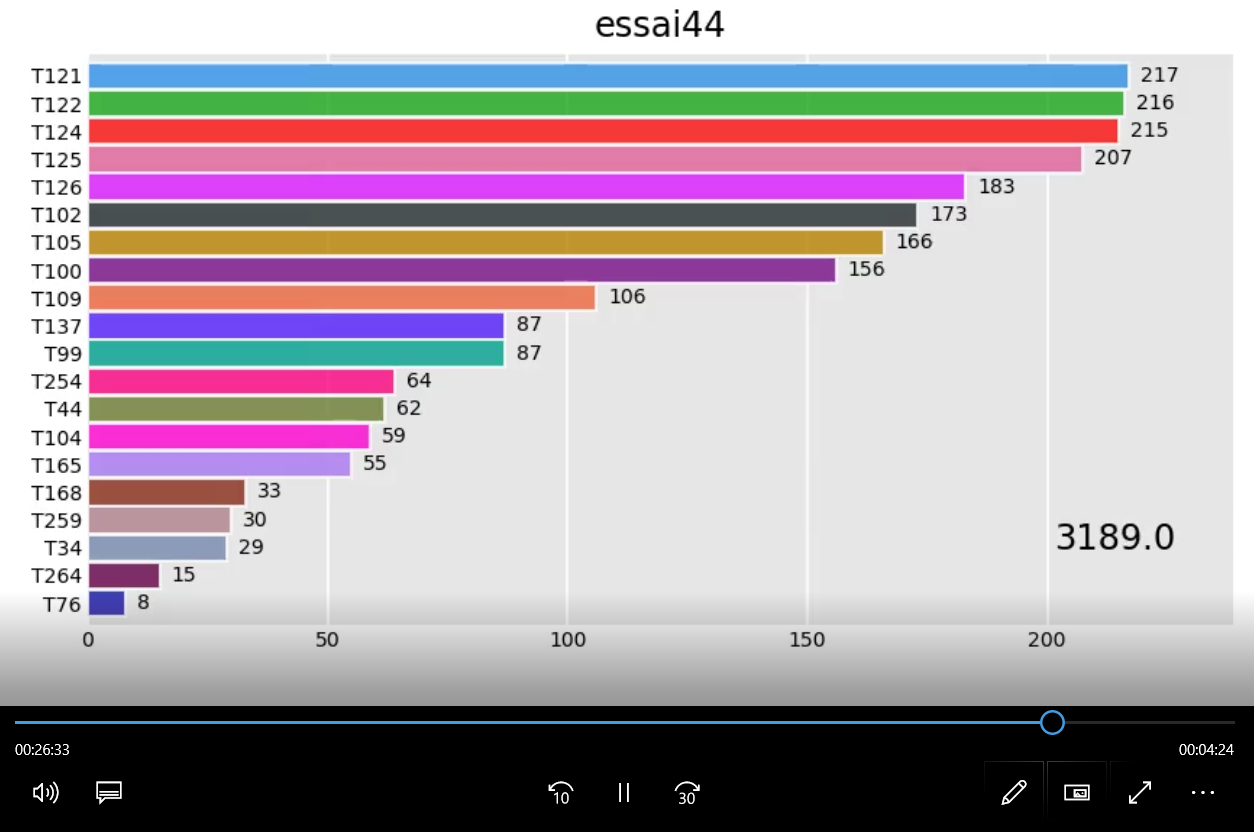 essai44
T121 217
T122 216
T124 215
T125 207
T126 183
T102 173
T105 166
T100 156
T109 106
T137 87
T99 87
T254 64
T44 62
T104 59
T165 55
T168 33
T259 30
T34 29
3189.0
T264 15
T76 8
0 50 100 150 200
00:26:33 00:04:24
10 30